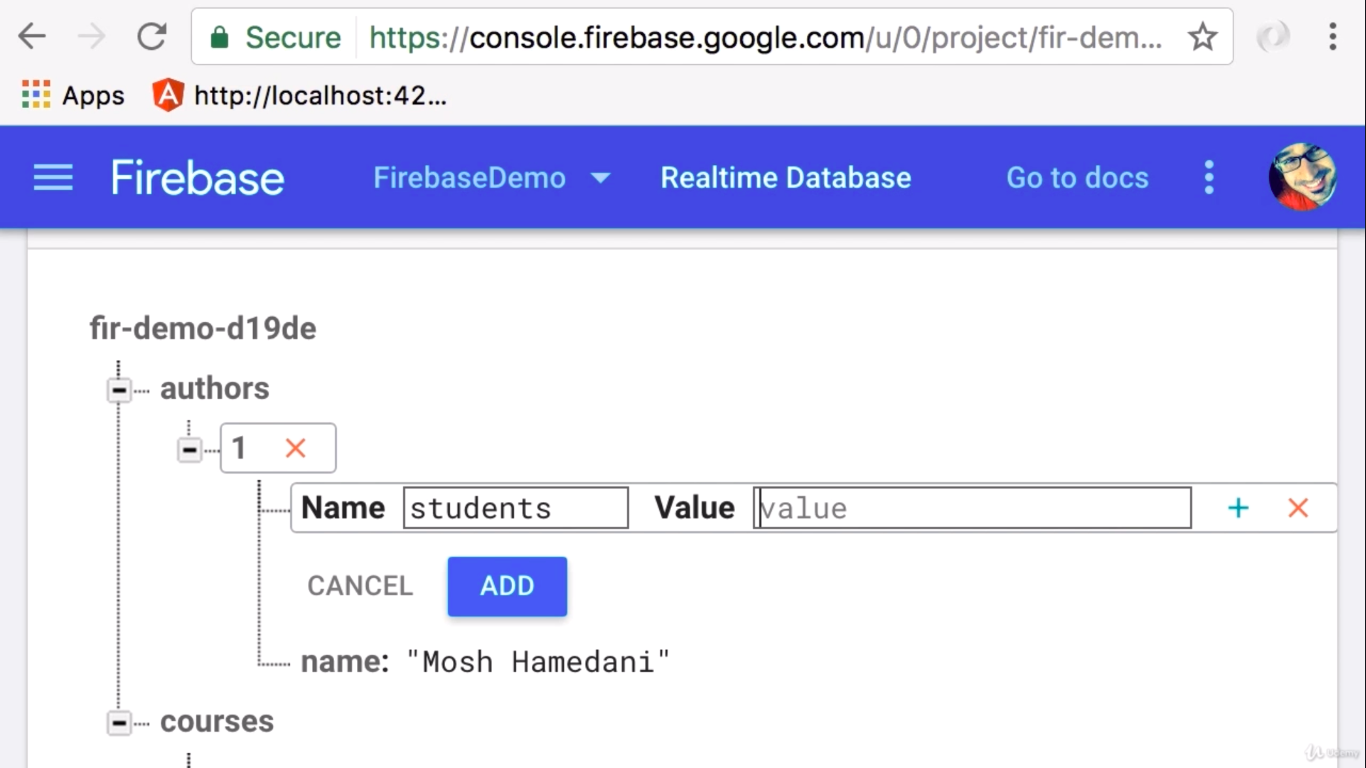 Secure https://console.firebase.google.com/u/0/project/fir-dem...
Apps http://localhost:42...
Firebase FirebaseDemo Realtime Database Go to docs
fir-demo-d19de
authors
1
Name students Value value
CANCEL ADD
name: "Mosh Hamedani"
courses
Udemy